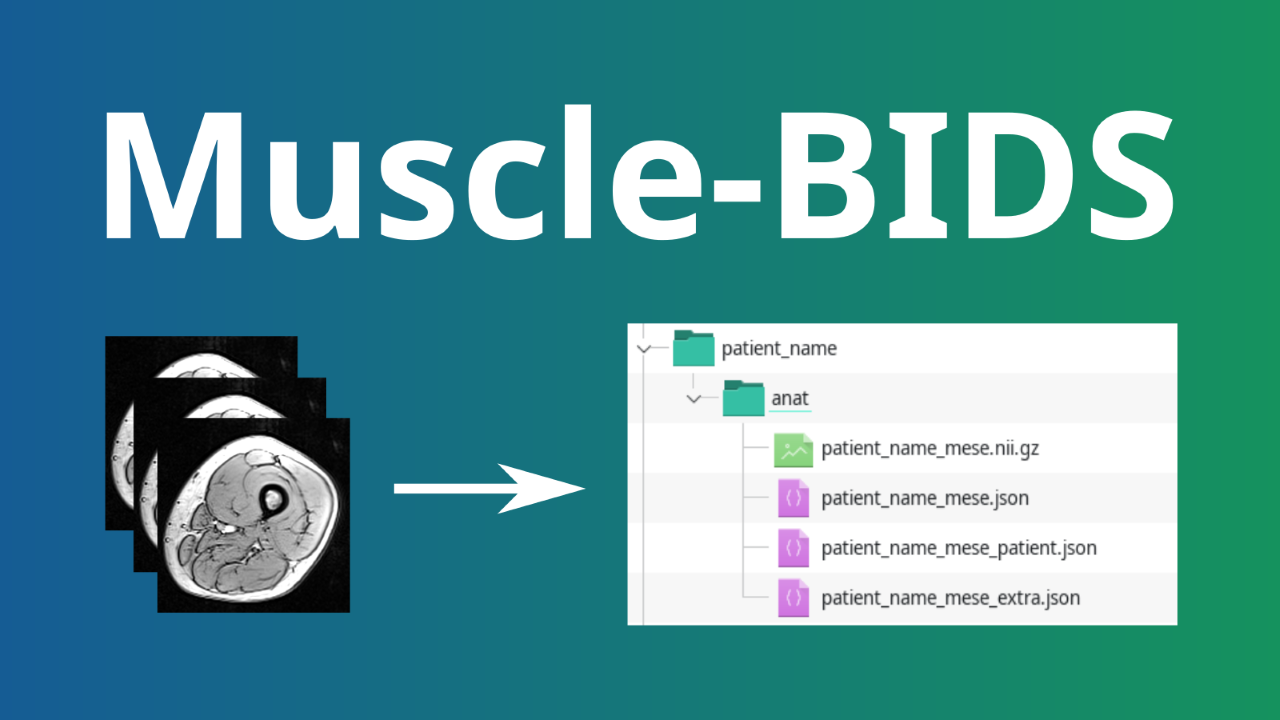 Muscle-BIDS
patient_name
anat
patient_name_mese.nii.gz
patient_name_mese.json
patient_name_mese_patient.json
patient_name_mese_extra.json